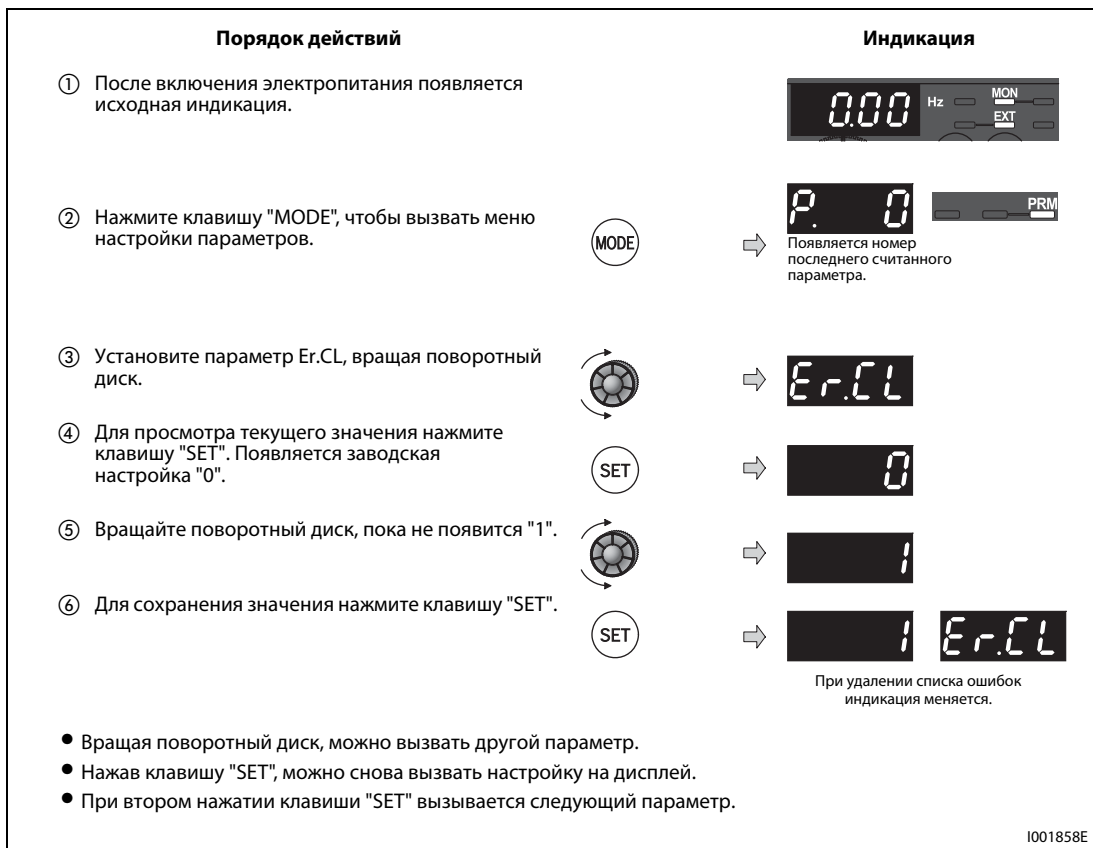 Порядок действий
Индикация
① После включения электропитания появляется
исходная индикация.
0.00 Hz MON
EXT
② Нажмите клавишу "MODE", чтобы вызвать меню
настройки параметров.
MODE
P. 0
PRM
Появляется номер
последнего считанного
параметра.
③ Установите параметр Er.CL, вращая поворотный
диск.
Er.CL
④ Для просмотра текущего значения нажмите
клавишу "SET". Появляется заводская
настройка "0".
SET
0
⑤ Вращайте поворотный диск, пока не появится "1".
1
⑥ Для сохранения значения нажмите клавишу "SET".
SET
1 Er.CL
При удалении списка ошибок
индикация меняется.
● Вращая поворотный диск, можно вызвать другой параметр.
● Нажав клавишу "SET", можно снова вызвать настройку на дисплей.
● При втором нажатии клавиши "SET" вызывается следующий параметр.
I001858E